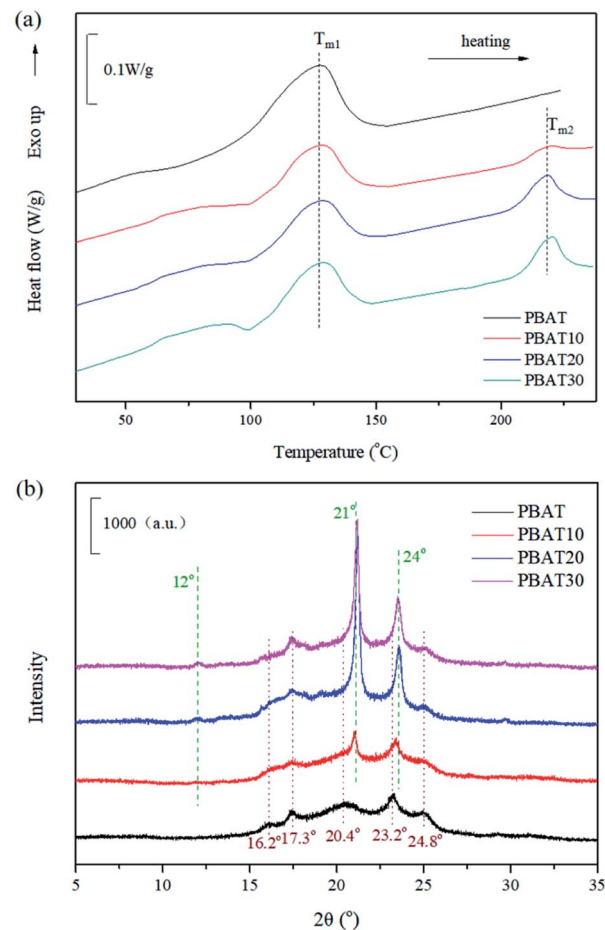 (a)
0.1W/g
Tm1
heating
Tm2
Heat flow (W/g) Exo up
PBAT
PBAT10
PBAT20
PBAT30
50 100 150 200
Temperature (°C)
(b)
1000（a.u.）
21°
12°
24°
PBAT
PBAT10
PBAT20
PBAT30
Intensity
16.2° 17.3° 20.4° 23.2° 24.8°
5 10 15 20 25 30 35
2θ (°)